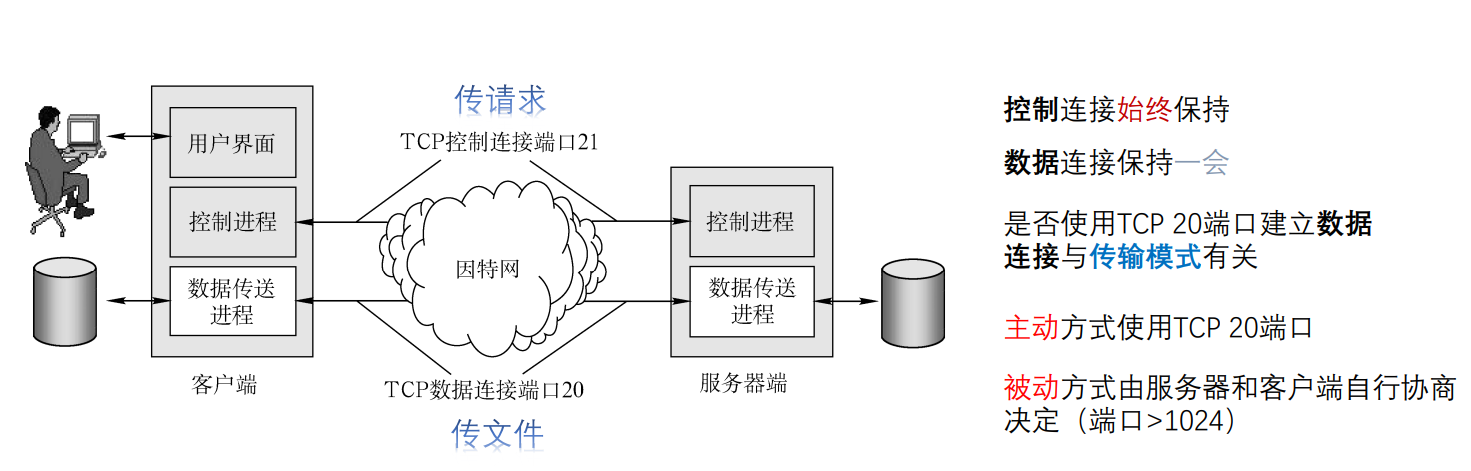 传请求
TCP控制连接端口21
用户界面
控制进程
数据传送
进程
客户端
因特网
控制进程
数据传送
进程
服务器端
TCP数据连接端口20
传文件
控制连接始终保持
数据连接保持一会
是否使用TCP 20端口建立数据
连接与传输模式有关
主动方式使用TCP 20端口
被动方式由服务器和客户端自行协商
决定（端口>1024）